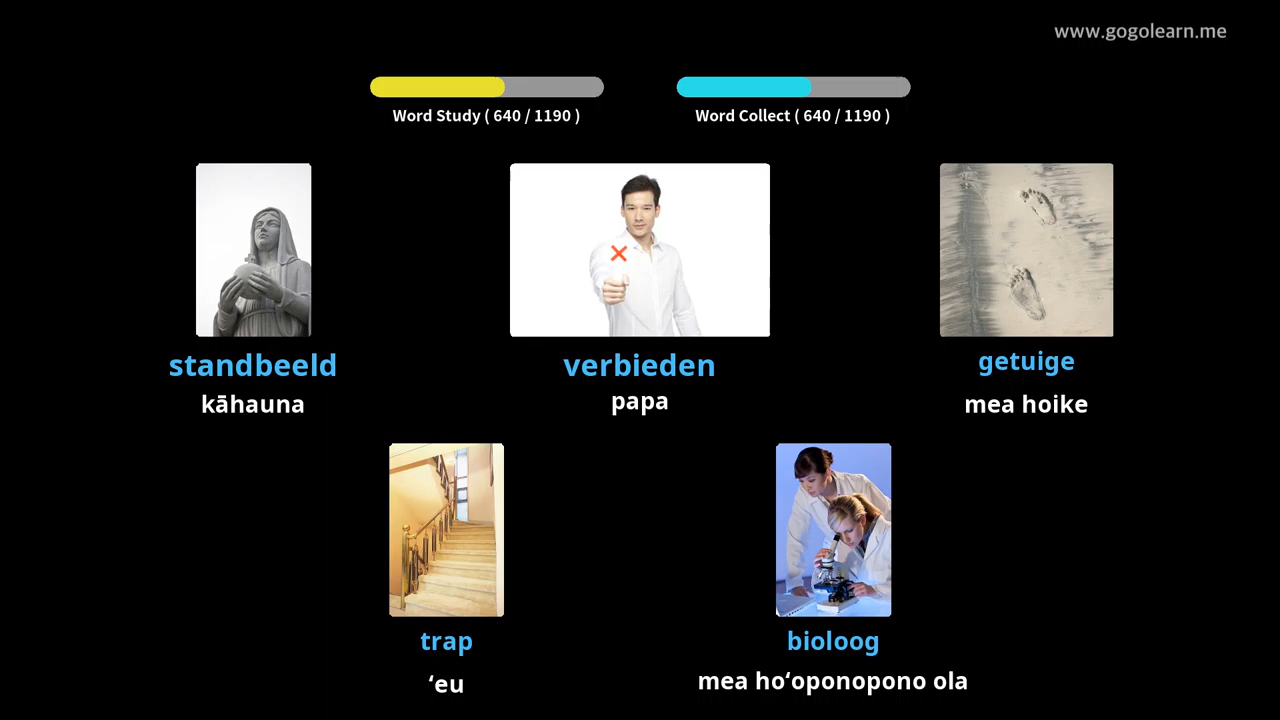 www.gogolearn.me
Word Study ( 640 / 1190 )
Word Collect ( 640 / 1190 )
standbeeld
kāhauna
verbieden
papa
getuige
mea hoike
trap
ʻeu
bioloog
mea hoʻoponopono ola